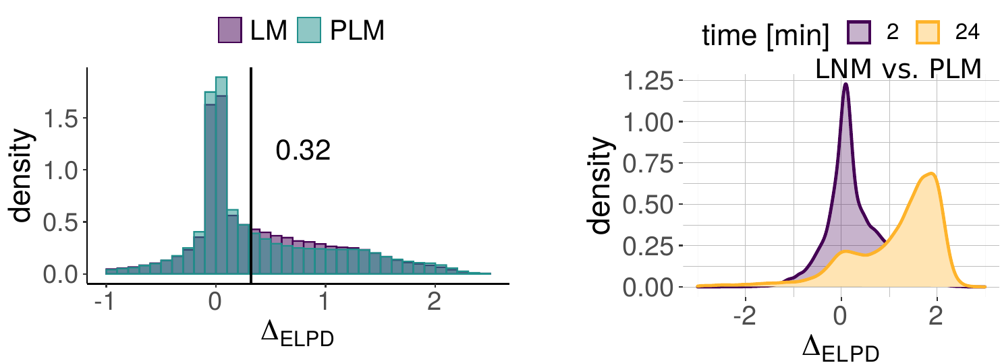 LM PLM
density
1.5
1.0
0.5
0.0
0.32
-1 0 1 2
ΔELPD
time [min] 2 24
LNM vs. PLM
density
1.25
1.00
0.75
0.50
0.25
0.00
-2 0 2
ΔELPD